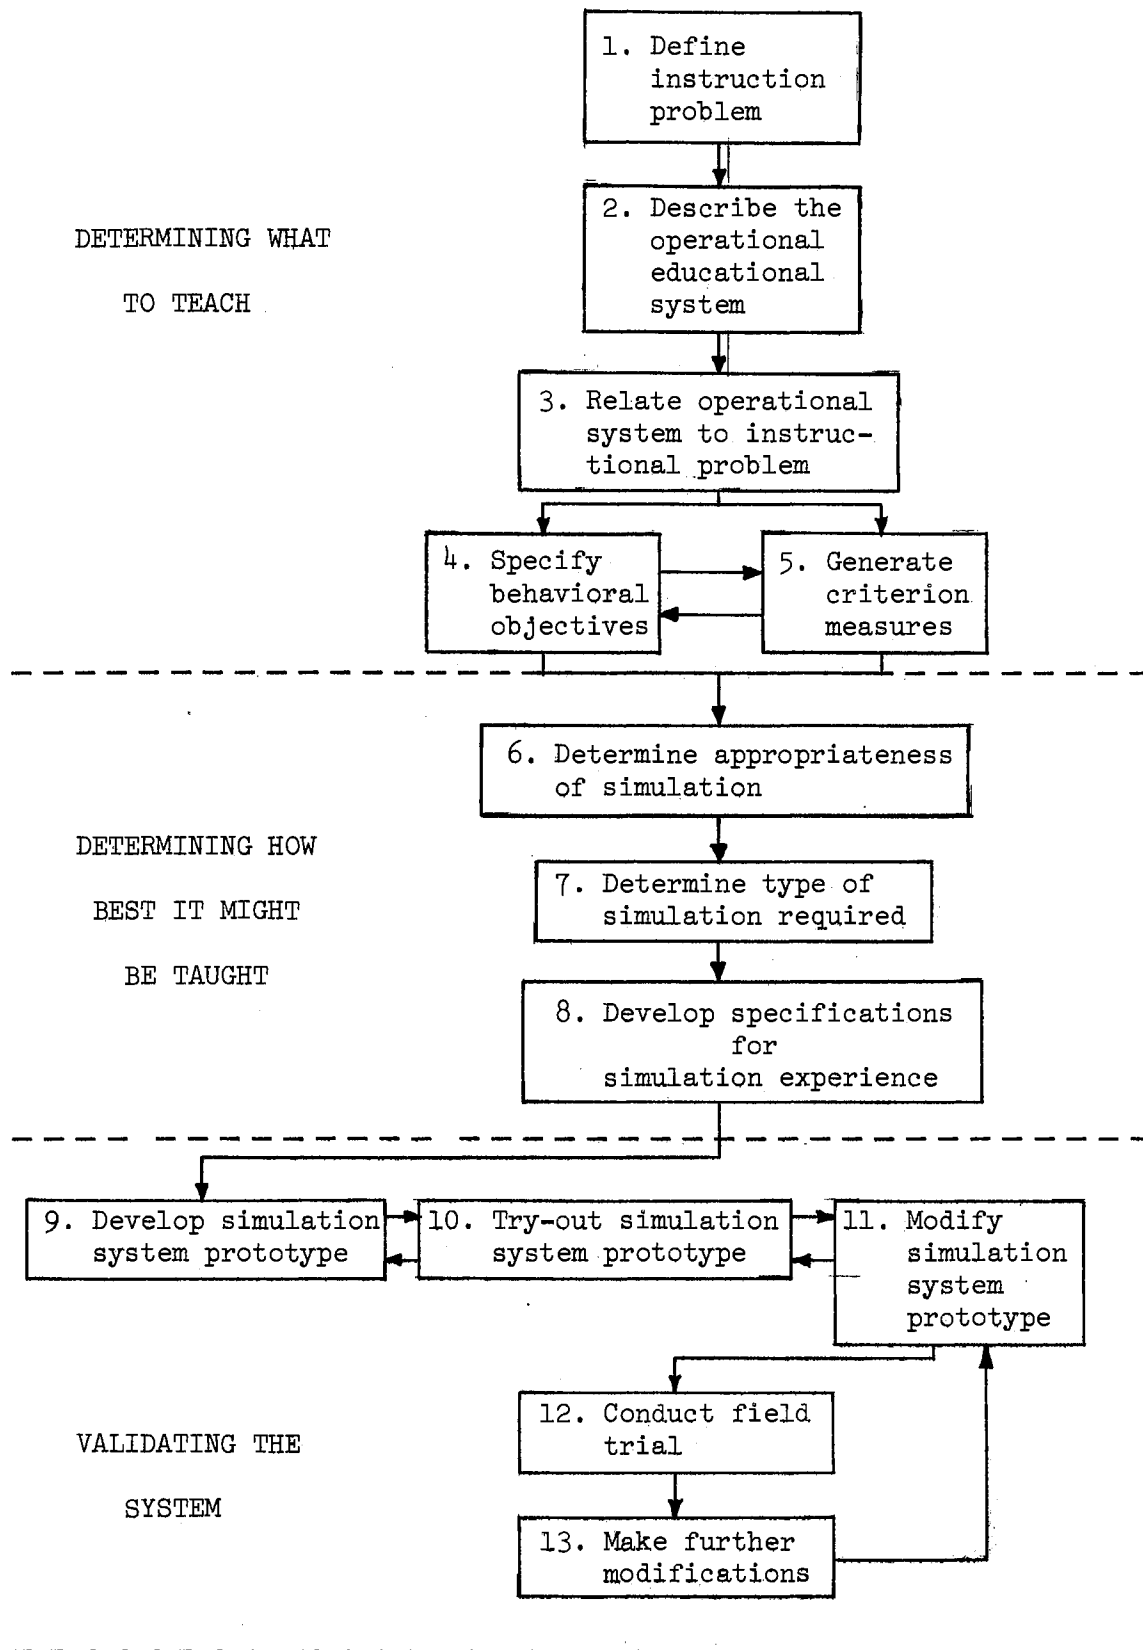 1. Define
instruction
problem
2. Describe the
operational
educational
system
DETERMINING WHAT
TO TEACH
3. Relate operational
system to instruc-
tional problem
4. Specify
behavioral
objectives
5. Generate
criterion
measures
6. Determine appropriateness
of simulation
DETERMINING HOW
BEST IT MIGHT
BE TAUGHT
7. Determine type of
simulation required
8. Develop specifications
for
simulation experience
9. Develop simulation
system prototype
10. Try-out simulation
system prototype
11. Modify
simulation
system
prototype
12. Conduct field
trial
VALIDATING THE
SYSTEM
13. Make further
modifications